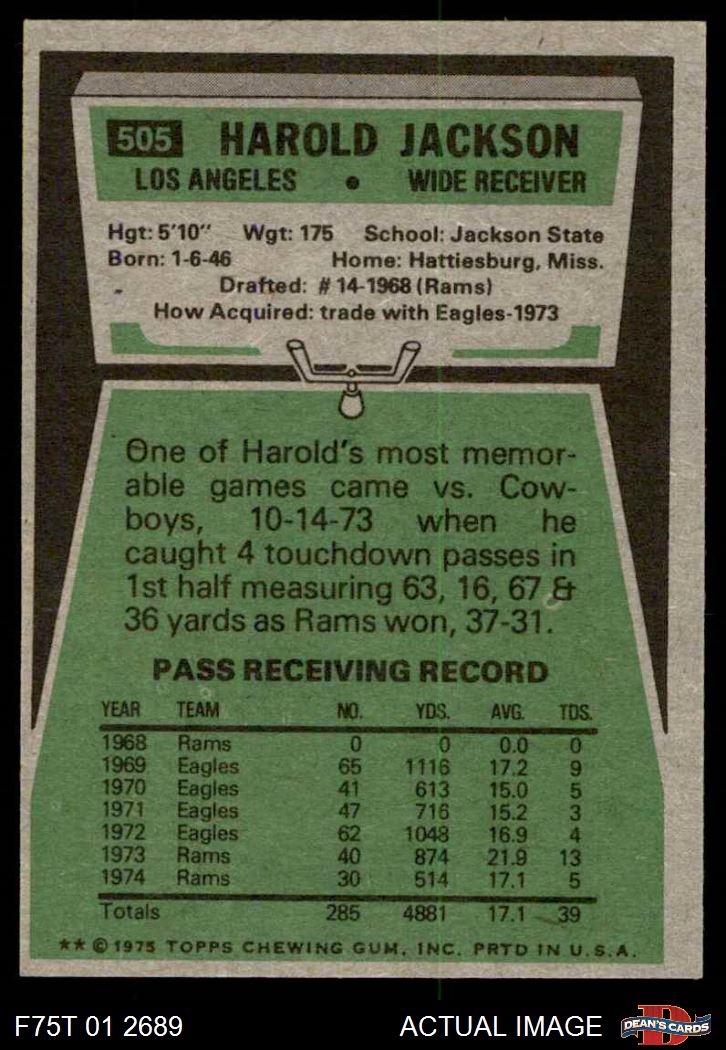 505 HAROLD JACKSON
LOS ANGELES • WIDE RECEIVER
Hgt: 5'10" Wgt: 175 School: Jackson State
Born: 1-6-46 Home: Hattiesburg, Miss.
Drafted: #14-1968 (Rams)
How Acquired: trade with Eagles-1973
One of Harold's most memor-
able games came vs. Cow-
boys, 10-14-73 when he
caught 4 touchdown passes in
1st half measuring 63, 16, 67 &
36 yards as Rams won, 37-31.
PASS RECEIVING RECORD
YEAR TEAM NO. YDS. AVG. TDS.
1968 Rams 0 0 0.0 0
1969 Eagles 65 1116 17.2 9
1970 Eagles 41 613 15.0 5
1971 Eagles 47 716 15.2 3
1972 Eagles 62 1048 16.9 4
1973 Rams 40 874 21.9 13
1974 Rams 30 514 17.1 5
Totals 285 4881 17.1 39
** © 1975 TOPPS CHEWING GUM, INC. PRTD IN U.S.A.
F75T 01 2689 ACTUAL IMAGE D DEAN'S CARDS